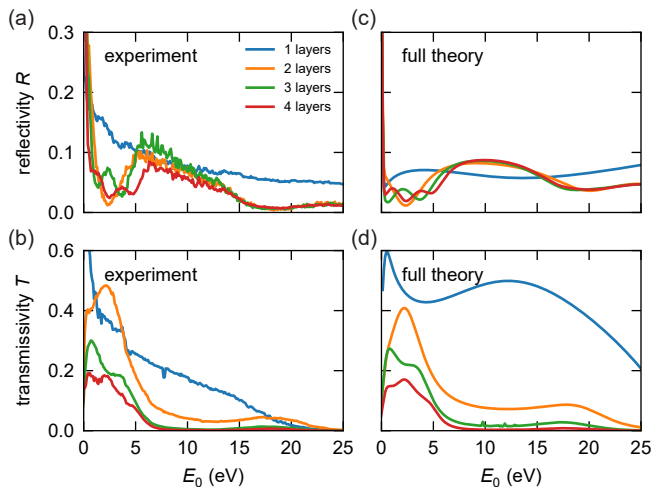 (a)
experiment
1 layers
2 layers
3 layers
4 layers
reflectivity R
0.3
0.2
0.1
0.0
(c)
full theory
(b)
experiment
transmissivity T
0.6
0.4
0.2
0.0
0 5 10 15 20 25
E₀ (eV)
(d)
full theory
0 5 10 15 20 25
E₀ (eV)